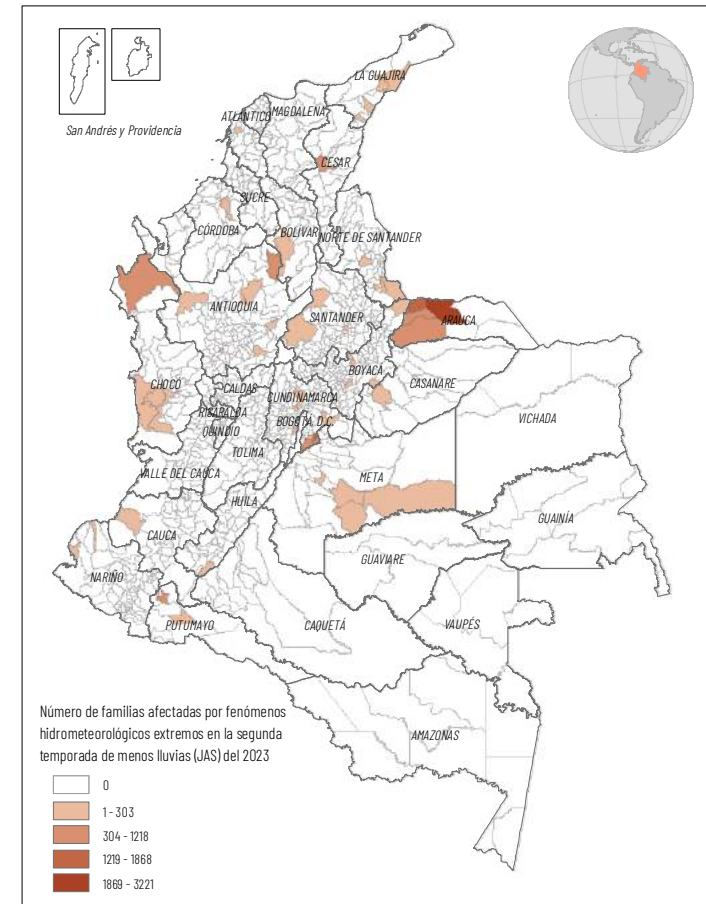 San Andrés y Providencia
LA GUAJIRA
ATLÁNTICO
MAGDALENA
CESAR
SUCRE
CÓRDOBA
BOLÍVAR
NORTE DE SANTANDER
ANTIOQUIA
SANTANDER
ARAUCA
CHOCÓ
CALDAS
BOYACÁ
CASANARE
CUNDINAMARCA
RISARALDA
BOGOTÁ, D.C.
QUINDÍO
VICHADA
TOLIMA
VALLE DEL CAUCA
META
HUILA
GUAINÍA
CAUCA
GUAVIARE
NARIÑO
PUTUMAYO
CAQUETÁ
VAUPÉS
AMAZONAS
Número de familias afectadas por fenómenos
hidrometeorológicos extremos en la segunda
temporada de menos lluvias (JAS) del 2023
0
1 - 303
304 - 1218
1219 - 1868
1869 - 3221